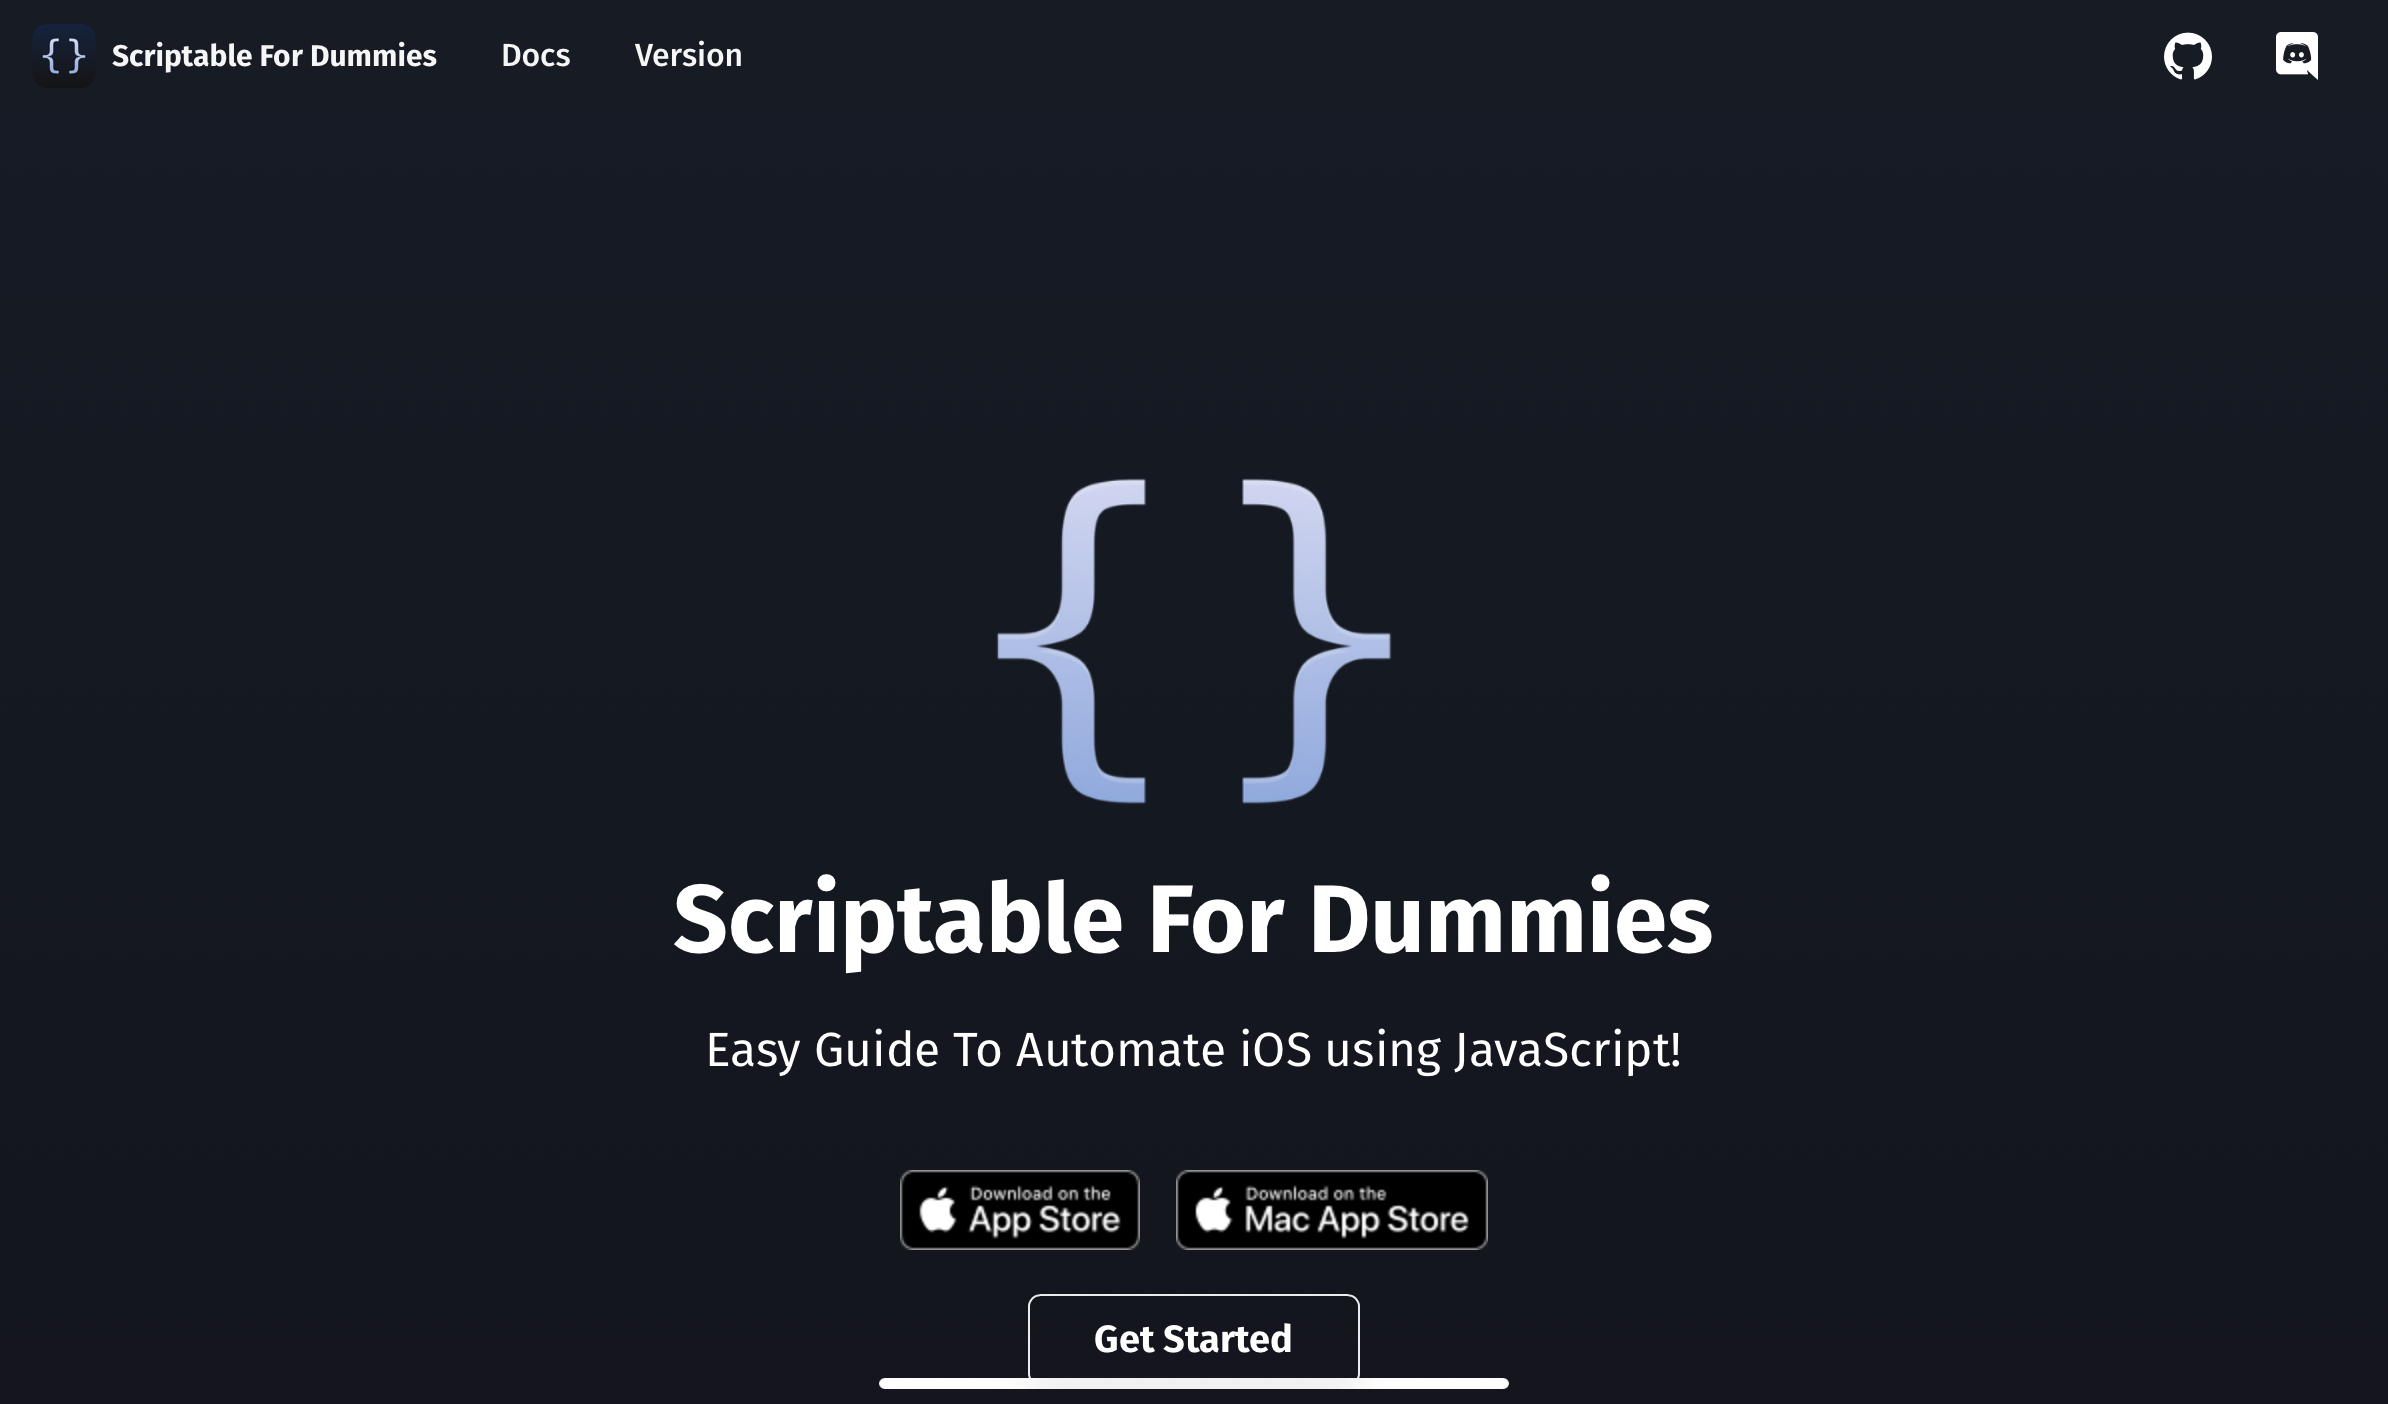 {} Scriptable For Dummies Docs Version
{ }
Scriptable For Dummies
Easy Guide To Automate iOS using JavaScript!
Download on the App Store
Download on the Mac App Store
Get Started